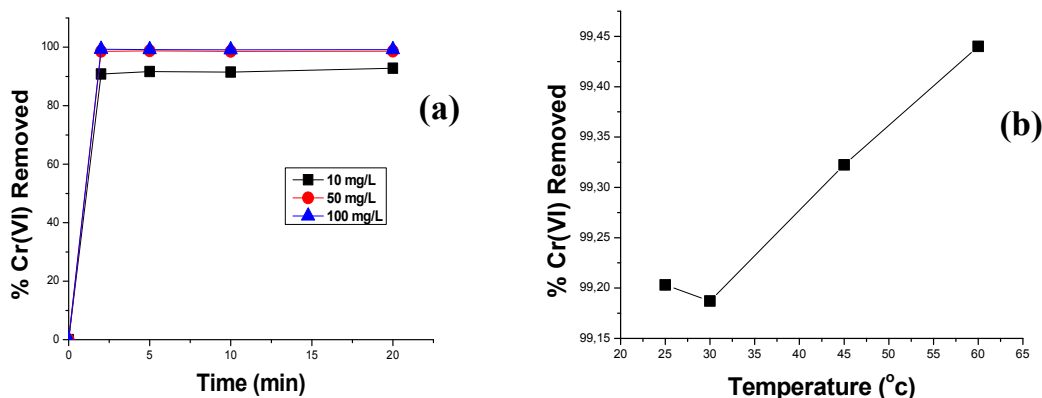 % Cr(VI) Removed
100
80
60
40
20
0
0 5 10 15 20
Time (min)
10 mg/L
50 mg/L
100 mg/L
(a)
% Cr(VI) Removed
99,45
99,40
99,35
99,30
99,25
99,20
99,15
20 25 30 35 40 45 50 55 60 65
Temperature (°c)
(b)